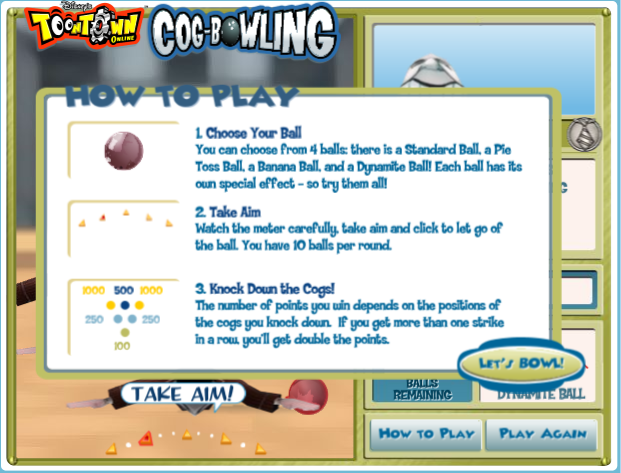 Disney's
TOONTOWN
ONLINE
COG-BOWLING
HOW TO PLAY
1. Choose Your Ball
You can choose from 4 balls: there is a Standard Ball, a Pie
Toss Ball, a Banana Ball, and a Dynamite Ball! Each ball has its
own special effect - so try them all!
2. Take Aim
Watch the meter carefully, take aim and click to let go of
the ball. You have 10 balls per round.
1000 500 1000
250 250
100
3. Knock Down the Cogs!
The number of points you win depends on the positions of
the cogs you knock down. If you get more than one strike
in a row, you'll get double the points.
LET'S BOWL!
TAKE AIM!
BALLS
REMAINING
DYNAMITE BALL
HOW TO PLAY
PLAY AGAIN